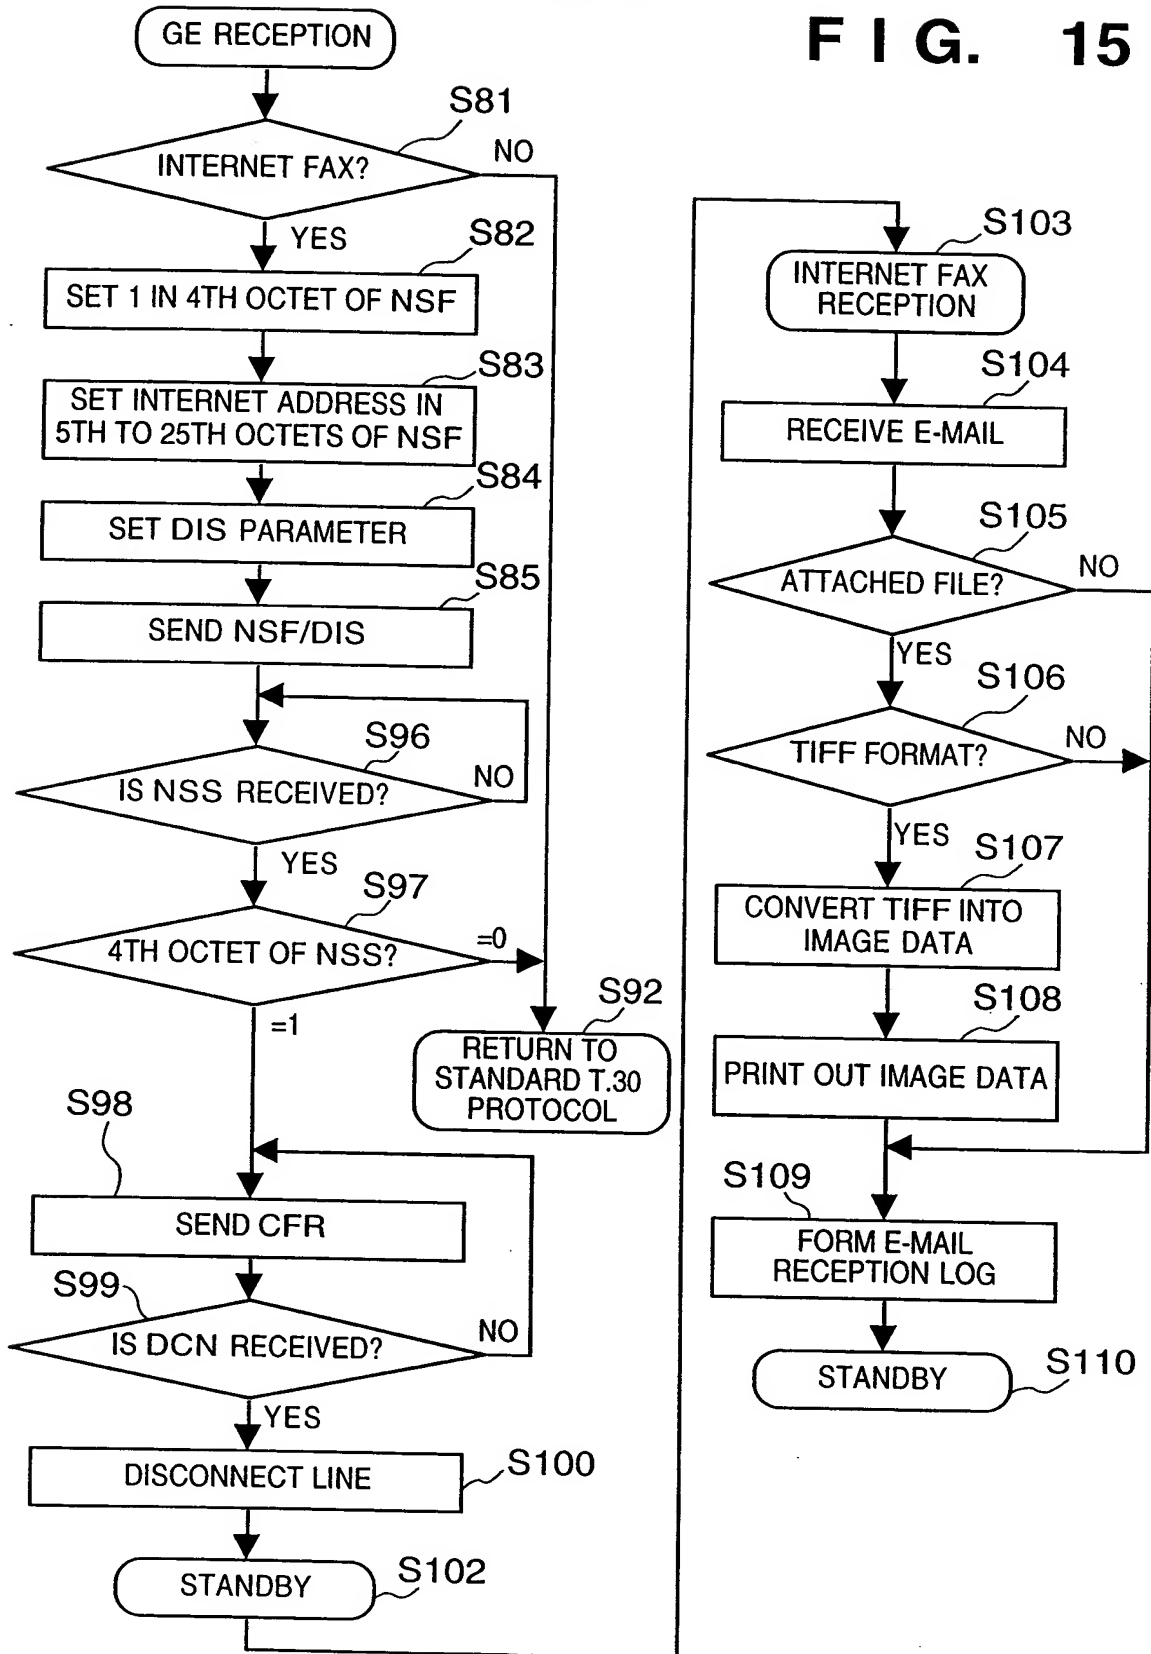 FIG. 15
GE RECEPTION
S81
INTERNET FAX?
NO
YES
S82
SET 1 IN 4TH OCTET OF NSF
S83
SET INTERNET ADDRESS IN
5TH TO 25TH OCTETS OF NSF
S84
SET DIS PARAMETER
S85
SEND NSF/DIS
S96
IS NSS RECEIVED?
NO
YES
S97
4TH OCTET OF NSS?
=0
=1
S92
RETURN TO
STANDARD T.30
PROTOCOL
S98
SEND CFR
S99
IS DCN RECEIVED?
NO
YES
DISCONNECT LINE
S100
STANDBY
S102
S103
INTERNET FAX
RECEPTION
S104
RECEIVE E-MAIL
S105
ATTACHED FILE?
NO
YES
S106
TIFF FORMAT?
NO
YES
S107
CONVERT TIFF INTO
IMAGE DATA
S108
PRINT OUT IMAGE DATA
S109
FORM E-MAIL
RECEPTION LOG
STANDBY
S110